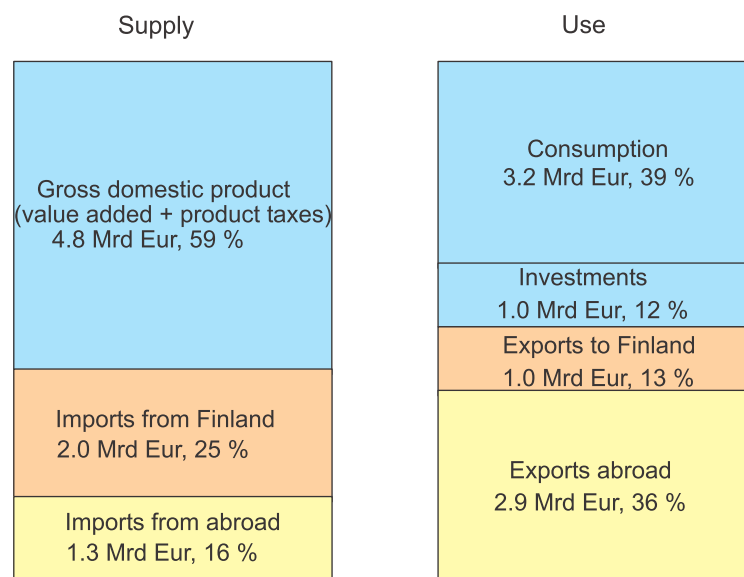 Supply
Gross domestic product
(value added + product taxes)
4.8 Mrd Eur, 59 %
Imports from Finland
2.0 Mrd Eur, 25 %
Imports from abroad
1.3 Mrd Eur, 16 %
Use
Consumption
3.2 Mrd Eur, 39 %
Investments
1.0 Mrd Eur, 12 %
Exports to Finland
1.0 Mrd Eur, 13 %
Exports abroad
2.9 Mrd Eur, 36 %